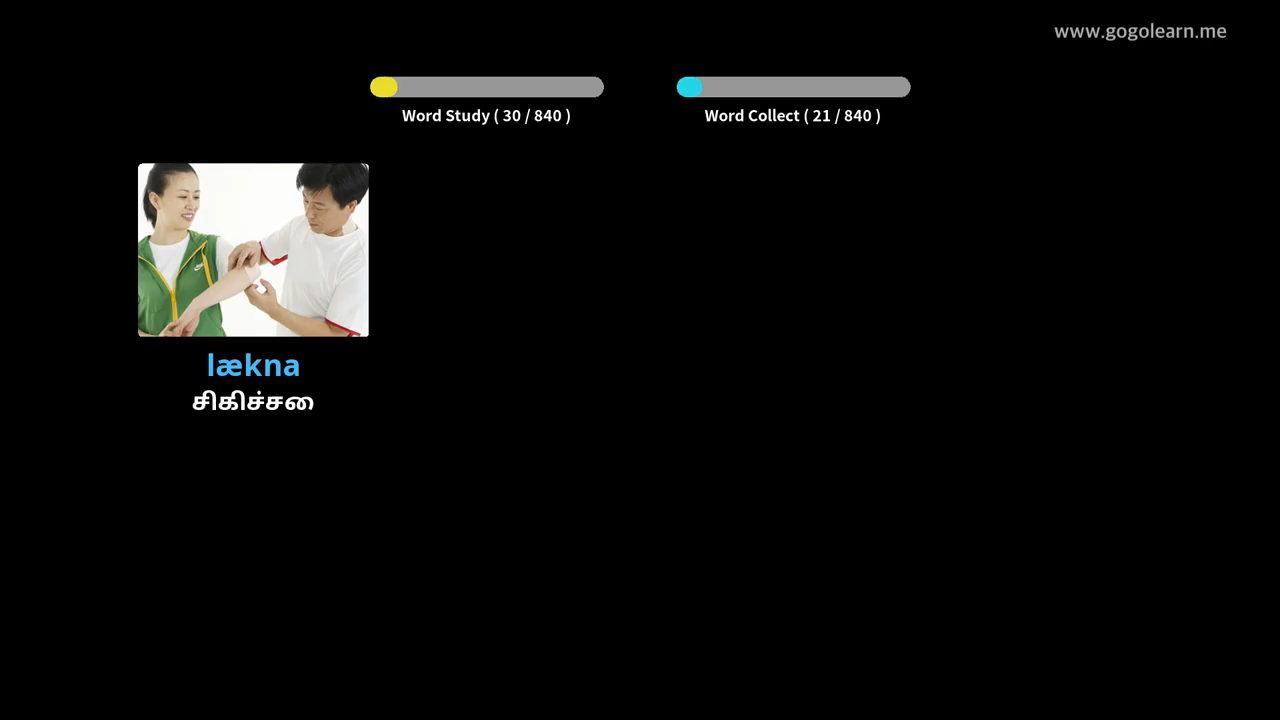 www.gogolearn.me
Word Study ( 30 / 840 )
Word Collect ( 21 / 840 )
lækna
சிகிச்சை